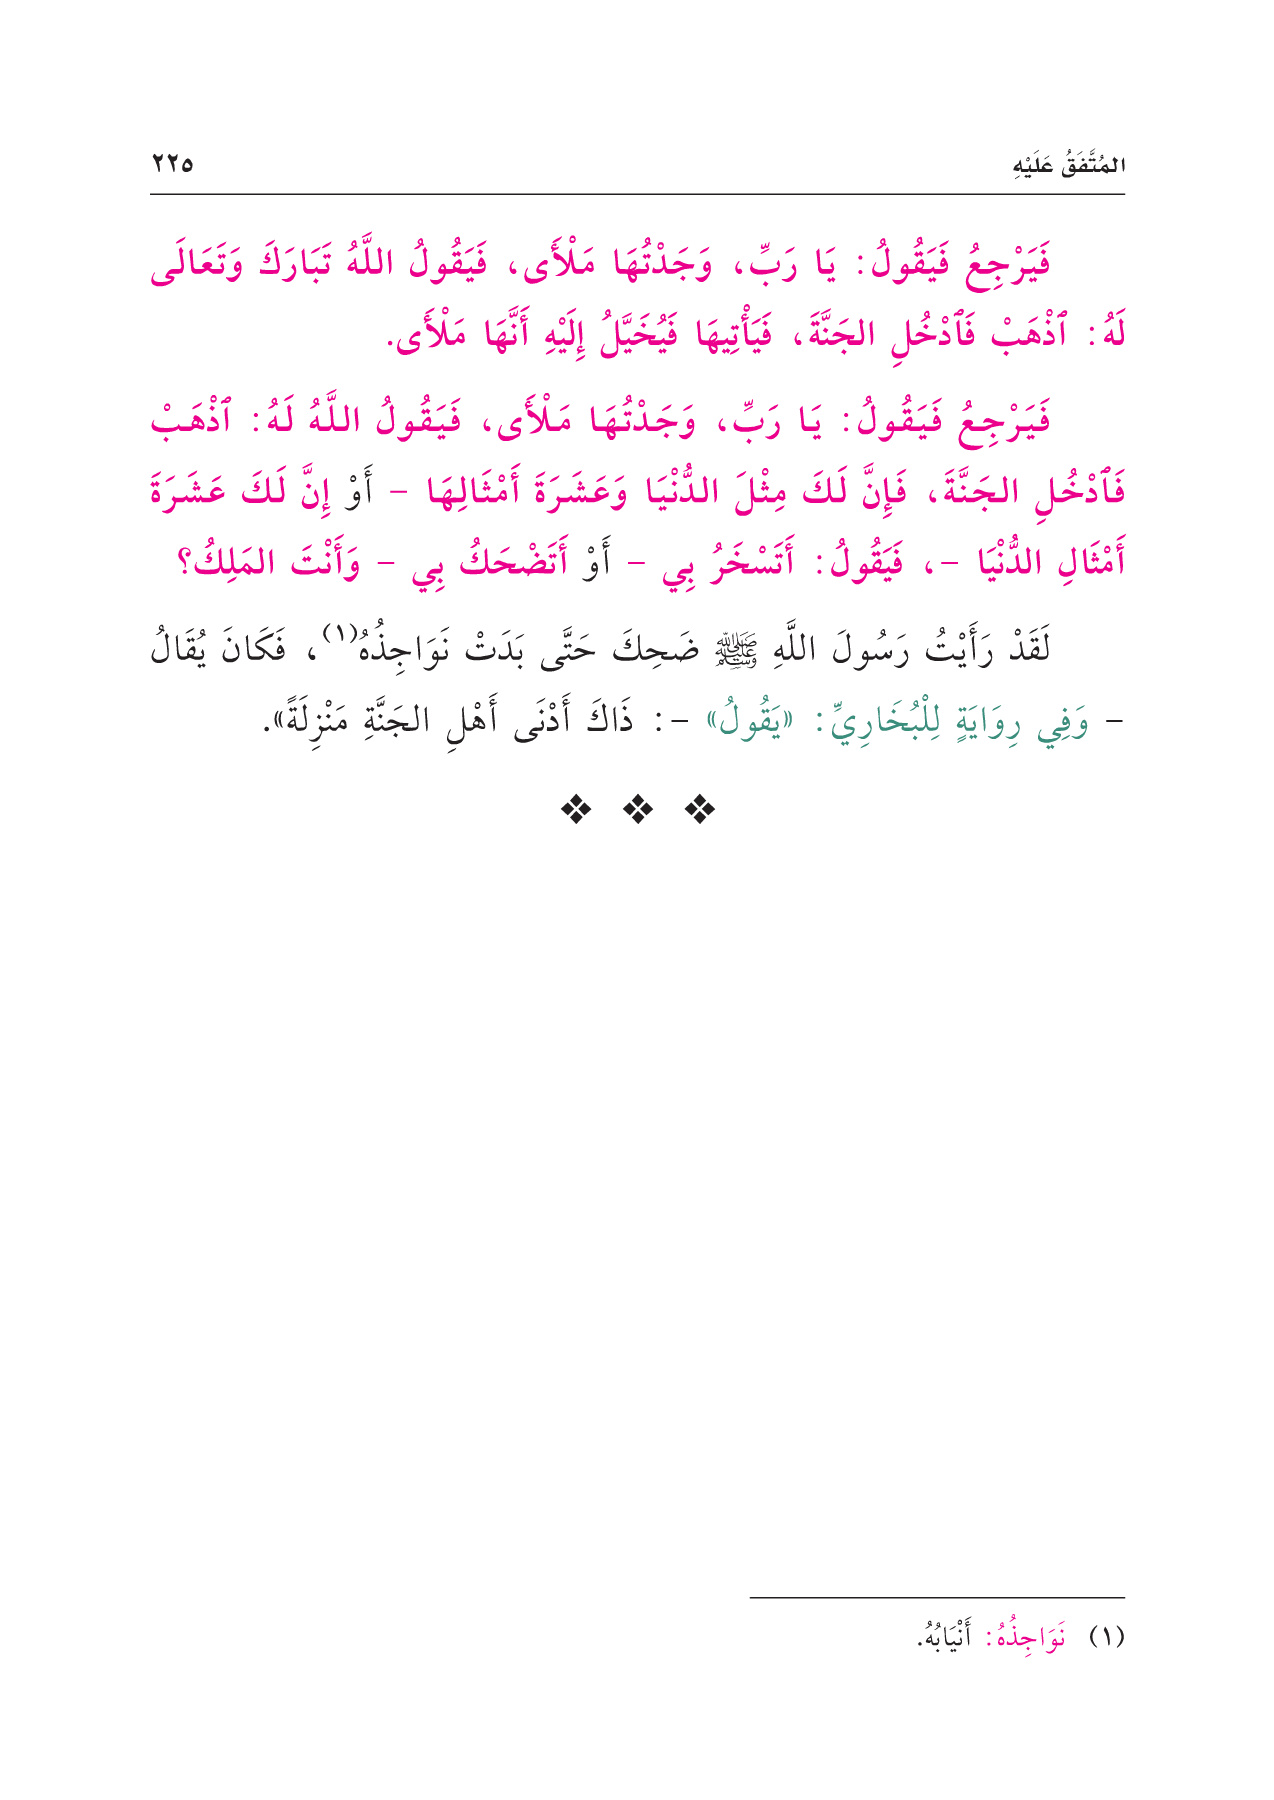 المُتَّفَقُ عَلَيْهِ ٢٢٥
فَيَرْجِعُ فَيَقُولُ: يَا رَبِّ، وَجَدْتُهَا مَلْأَى، فَيَقُولُ اللَّهُ تَبَارَكَ وَتَعَالَى
لَهُ: ٱذْهَبْ فَٱدْخُلِ الجَنَّةَ، فَيَأْتِيهَا فَيُخَيَّلُ إِلَيْهِ أَنَّهَا مَلْأَى.
فَيَرْجِعُ فَيَقُولُ: يَا رَبِّ، وَجَدْتُهَا مَلْأَى، فَيَقُولُ اللَّهُ لَهُ: ٱذْهَبْ
فَٱدْخُلِ الجَنَّةَ، فَإِنَّ لَكَ مِثْلَ الدُّنْيَا وَعَشَرَةَ أَمْثَالِهَا - أَوْ إِنَّ لَكَ عَشَرَةَ
أَمْثَالِ الدُّنْيَا -، فَيَقُولُ: أَتَسْخَرُ بِي - أَوْ أَتَضْحَكُ بِي - وَأَنْتَ المَلِكُ؟
لَقَدْ رَأَيْتُ رَسُولَ اللَّهِ ﷺ ضَحِكَ حَتَّى بَدَتْ نَوَاجِذُهُ(١)، فَكَانَ يُقَالُ
- وَفِي رِوَايَةٍ لِلْبُخَارِيِّ: «يَقُولُ» -: ذَاكَ أَدْنَى أَهْلِ الجَنَّةِ مَنْزِلَةً».
❖ ❖ ❖
(١) نَوَاجِذُهُ: أَنْيَابُهُ.